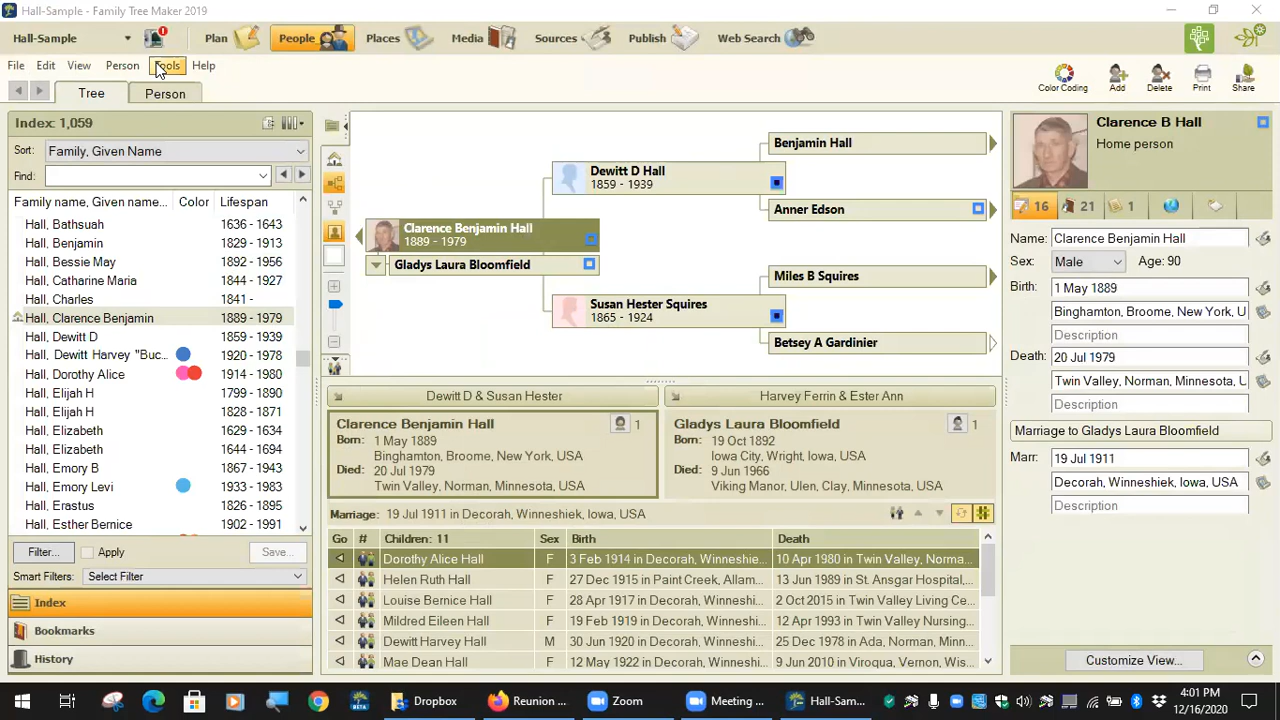 Hall-Sample - Family Tree Maker 2019
Hall-Sample Plan People Places Media Sources Publish Web Search
File Edit View Person Tools Help
Color Coding Add Delete Print Share
Tree Person
Index: 1,059
Sort: Family, Given Name
Find:
Family name, Given name... Color Lifespan
Hall, Bathsuah 1636 - 1643
Hall, Benjamin 1829 - 1913
Hall, Bessie May 1892 - 1956
Hall, Catharine Maria 1824 - 1926
Hall, Charles 1841 -
Hall, Clarence Benjamin 1889 - 1979
Hall, Dewitt D 1859 - 1939
Hall, Dewitt Harvey "Buc... 1920 - 1978
Hall, Dorothy Alice 1914 - 1980
Hall, Elijah H 1799 - 1890
Hall, Elijah H 1828 - 1871
Hall, Elizabeth 1629 - 1634
Hall, Elizabeth 1630 - 1701
Hall, Emory B 1867 - 1943
Hall, Emory Levi 1933 - 1983
Hall, Erastus 1826 - 1895
Hall, Esther Bernice 1902 - 1991
Filter... Apply Save...
Smart Filters: Select Filter
Index
Bookmarks
History
Clarence Benjamin Hall
1889 - 1979
Gladys Laura Bloomfield
Dewitt D Hall
1859 - 1939
Susan Hester Squires
1865 - 1924
Benjamin Hall
Anner Edson
Miles B Squires
Betsey A Gardinier
Dewitt D & Susan Hester
Harvey Ferrin & Ester Ann
Clarence Benjamin Hall 1
Born: 1 May 1889
Binghamton, Broome, New York, USA
Died: 20 Jul 1979
Twin Valley, Norman, Minnesota, USA
Gladys Laura Bloomfield 1
Born: 19 Oct 1892
Iowa City, Wright, Iowa, USA
Died: 9 Jun 1966
Viking Manor, Ulen, Clay, Minnesota, USA
Marriage: 19 Jul 1911 in Decorah, Winneshiek, Iowa, USA
Go # Children: 11 Sex Birth Death
Dorothy Alice Hall F 3 Feb 1914 in Decorah, Winneshie... 10 Apr 1980 in Twin Valley, Norma...
Helen Ruth Hall F 27 Dec 1915 in Paint Creek, Allam... 13 Jun 1989 in St. Ansgar Hospital,...
Louise Bernice Hall F 28 Apr 1917 in Decorah, Winneshi... 2 Oct 2015 in Twin Valley Living Ce...
Mildred Eileen Hall F 19 Feb 1919 in Decorah, Winneshi... 12 Apr 1993 in Twin Valley Nursing...
Dewitt Harvey Hall M 30 Jun 1920 in Decorah, Winneshi... 25 Dec 1978 in Ada, Norman, Minn...
Mae Dean Hall F 12 May 1922 in Decorah, Winneshi... 9 Jun 2010 in Viroqua, Vernon, Wis...
Clarence B Hall
Home person
16 21 1
Name: Clarence Benjamin Hall
Sex: Male Age: 90
Birth: 1 May 1889
Binghamton, Broome, New York, U
Description
Death: 20 Jul 1979
Twin Valley, Norman, Minnesota, U
Description
Marriage to Gladys Laura Bloomfield
Marr: 19 Jul 1911
Decorah, Winneshiek, Iowa, USA
Description
Customize View...
BETA Dropbox Reunion ... Zoom Meeting ... Hall-Sam...
4:01 PM
12/16/2020